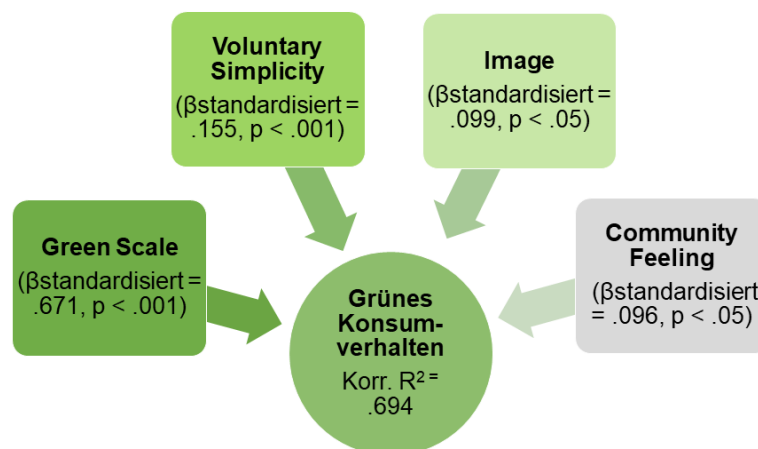 Voluntary
Simplicity
(βstandardisiert =
.155, p < .001)
Image
(βstandardisiert =
.099, p < .05)
Green Scale
(βstandardisiert =
.671, p < .001)
Community
Feeling
(βstandardisiert
= .096, p < .05)
Grünes
Konsum-
verhalten
Korr. R² =
.694